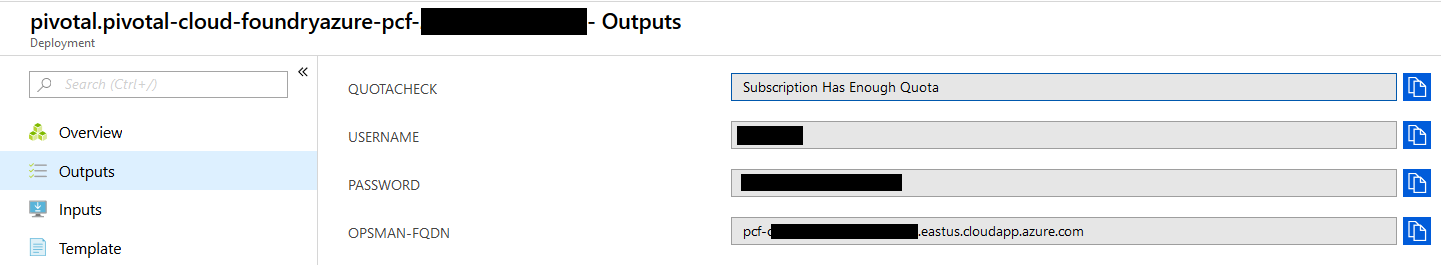 pivotal.pivotal-cloud-foundryazure-pcf- - Outputs
Deployment
Search (Ctrl+/)
«
Overview
Outputs
Inputs
Template
QUOTACHECK
Subscription Has Enough Quota
USERNAME
PASSWORD
OPSMAN-FQDN
pcf- .eastus.cloudapp.azure.com